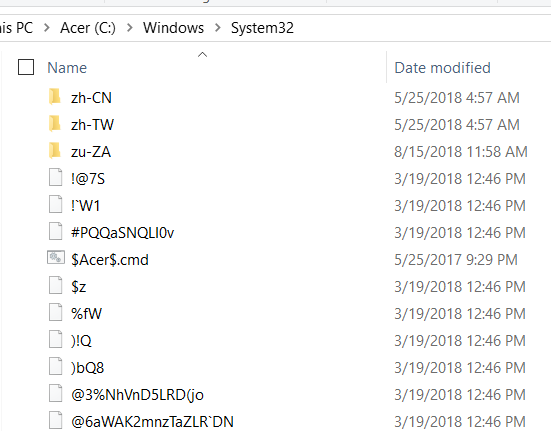 his PC > Acer (C:) > Windows > System32
Name Date modified
zh-CN 5/25/2018 4:57 AM
zh-TW 5/25/2018 4:57 AM
zu-ZA 8/15/2018 11:58 AM
!@7S 3/19/2018 12:46 PM
!`W1 3/19/2018 12:46 PM
#PQQaSNQLI0v 3/19/2018 12:46 PM
$Acer$.cmd 5/25/2017 9:29 PM
$z 3/19/2018 12:46 PM
%fW 3/19/2018 12:46 PM
)!Q 3/19/2018 12:46 PM
)bQ8 3/19/2018 12:46 PM
@3%NhVnD5LRD(jo 3/19/2018 12:46 PM
@6aWAK2mnzTaZLR`DN 3/19/2018 12:46 PM